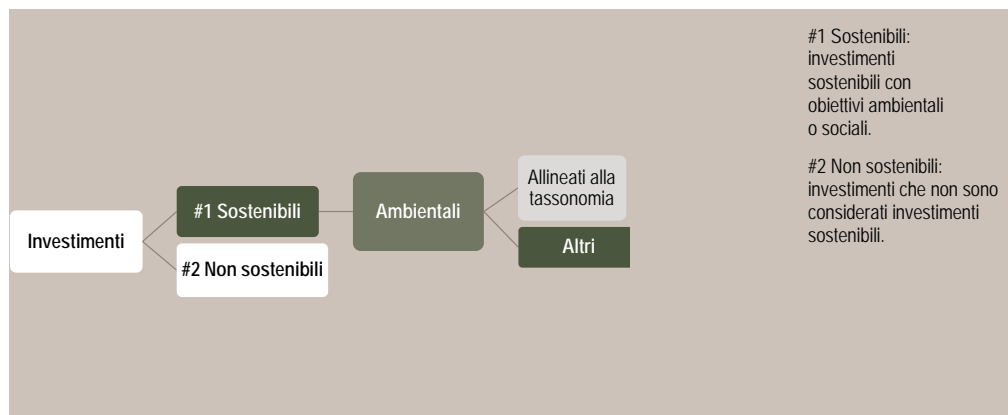 #1 Sostenibili:
investimenti
sostenibili con
obiettivi ambientali
o sociali.
#2 Non sostenibili:
investimenti che non sono
considerati investimenti
sostenibili.
Investimenti
#1 Sostenibili
#2 Non sostenibili
Ambientali
Allineati alla
tassonomia
Altri